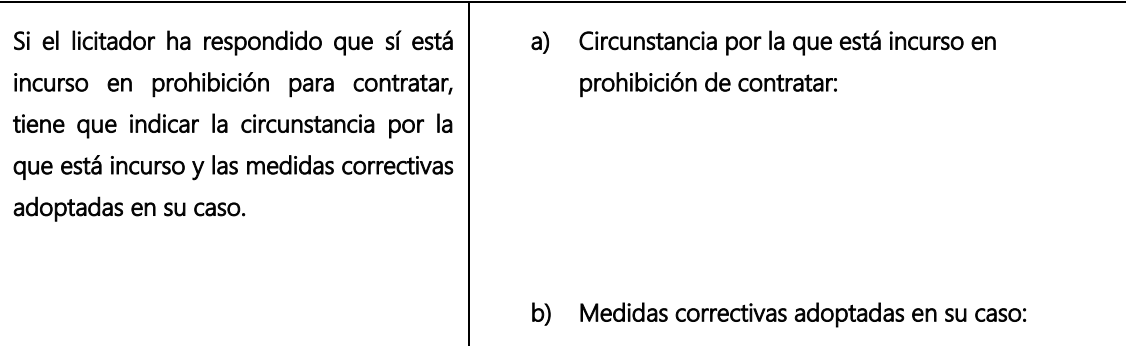 Si el licitador ha respondido que sí está
incurso en prohibición para contratar,
tiene que indicar la circunstancia por la
que está incurso y las medidas correctivas
adoptadas en su caso.
a) Circunstancia por la que está incurso en
prohibición de contratar:
b) Medidas correctivas adoptadas en su caso: